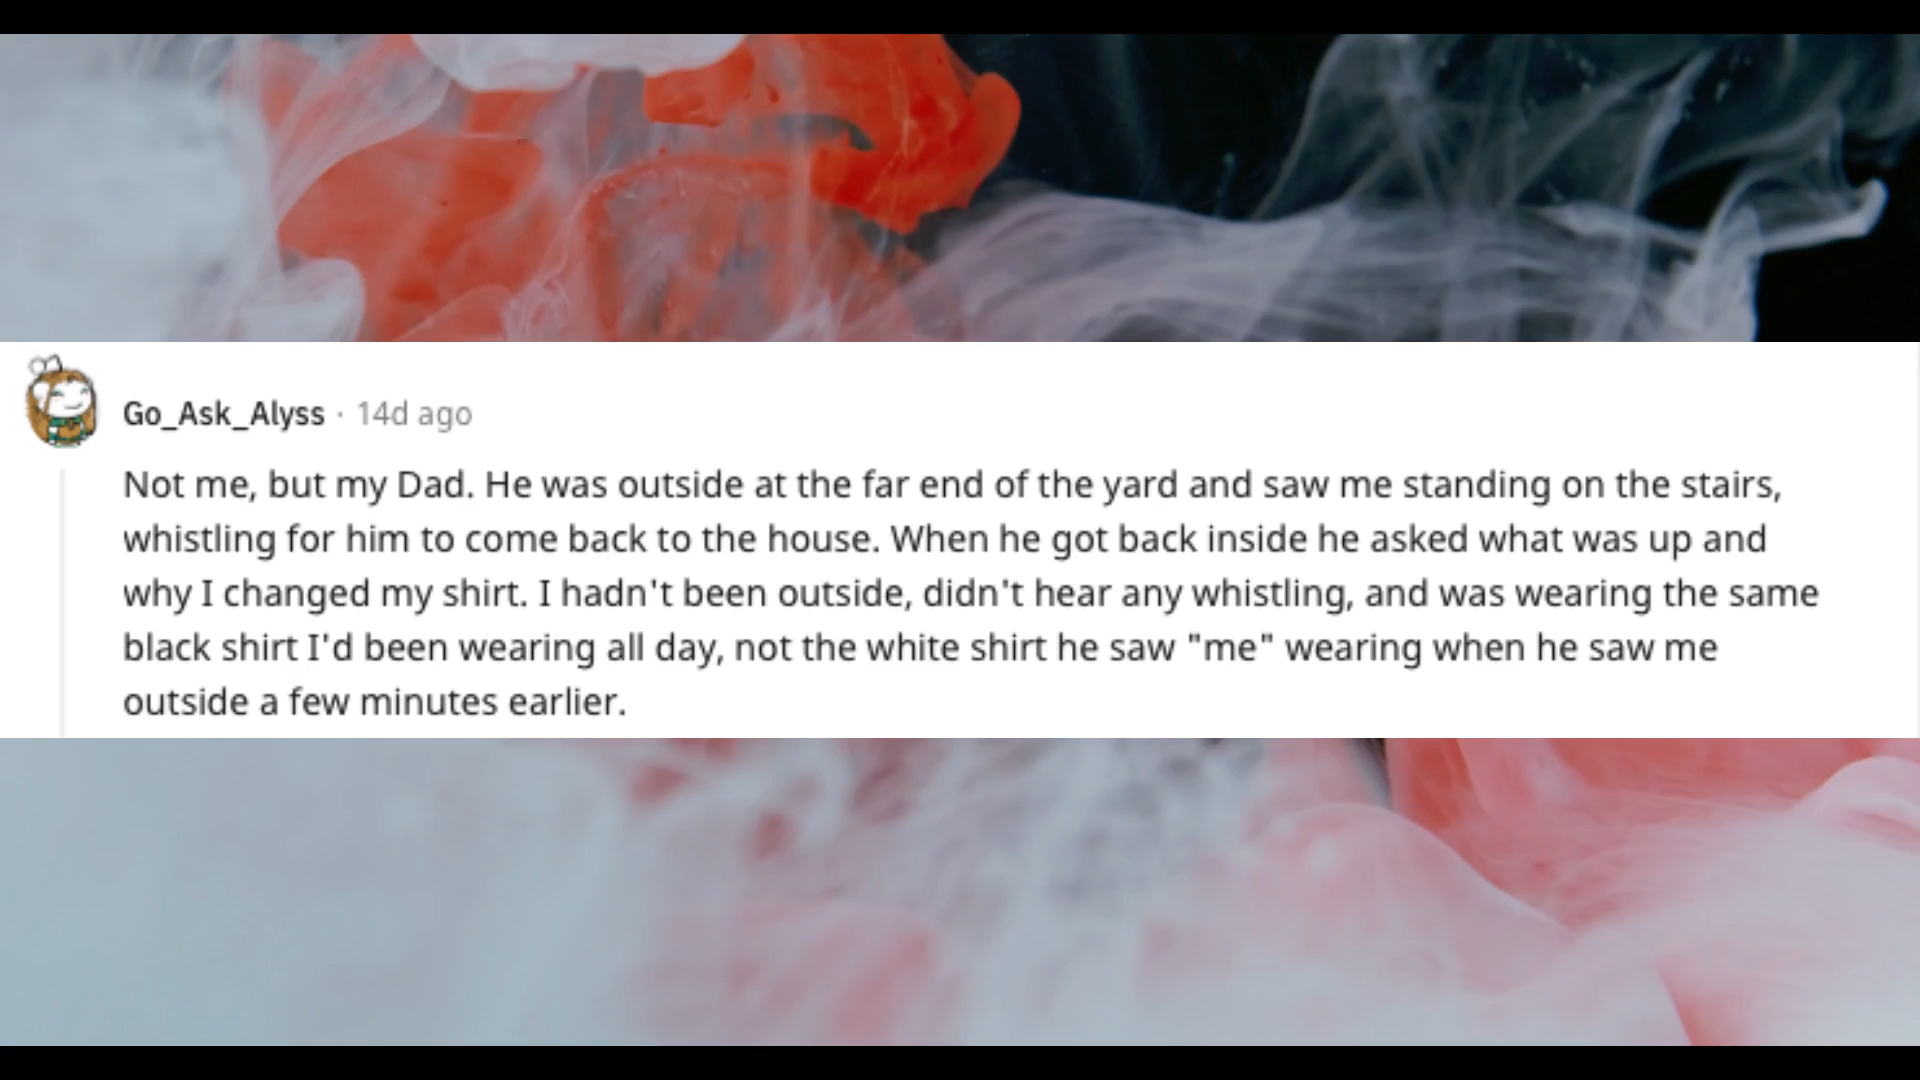 Go_Ask_Alyss · 14d ago
Not me, but my Dad. He was outside at the far end of the yard and saw me standing on the stairs,
whistling for him to come back to the house. When he got back inside he asked what was up and
why I changed my shirt. I hadn't been outside, didn't hear any whistling, and was wearing the same
black shirt I'd been wearing all day, not the white shirt he saw "me" wearing when he saw me
outside a few minutes earlier.